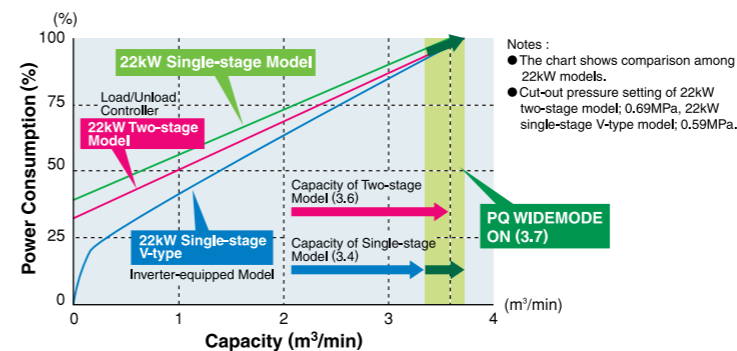 (%)
100
75
50
25
0
Power Consumption (%)
22kW Single-stage Model
Load/Unload
Controller
22kW Two-stage
Model
22kW Single-stage
V-type
Inverter-equipped Model
Capacity of Two-stage
Model (3.6)
Capacity of Single-stage
Model (3.4)
PQ WIDEMODE
ON (3.7)
0
1
2
3
4
(m³/min)
Capacity (m³/min)
Notes :
●The chart shows comparison among
22kW models.
●Cut-out pressure setting of 22kW
two-stage model; 0.69MPa, 22kW
single-stage V-type model; 0.59MPa.